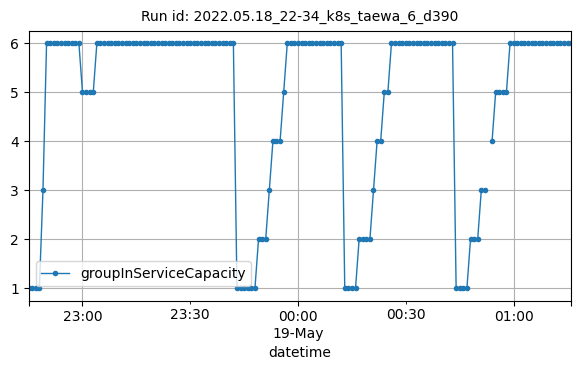 Run id: 2022.05.18_22-34_k8s_taewa_6_d390
6
5
4
3
2
1
groupInServiceCapacity
23:00 23:30 00:00 00:30 01:00
19-May
datetime